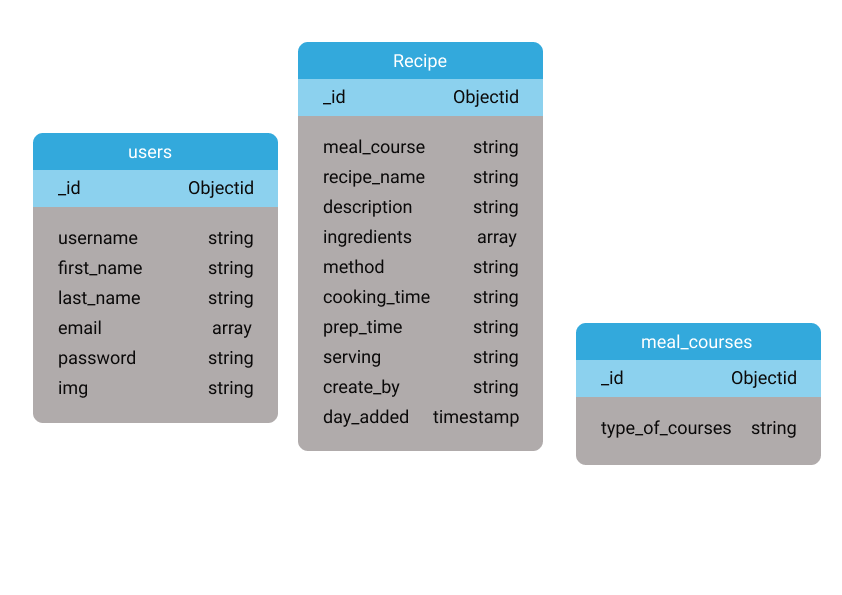 users
_id Objectid
username string
first_name string
last_name string
email array
password string
img string
Recipe
_id Objectid
meal_course string
recipe_name string
description string
ingredients array
method string
cooking_time string
prep_time string
serving string
create_by string
day_added timestamp
meal_courses
_id Objectid
type_of_courses string